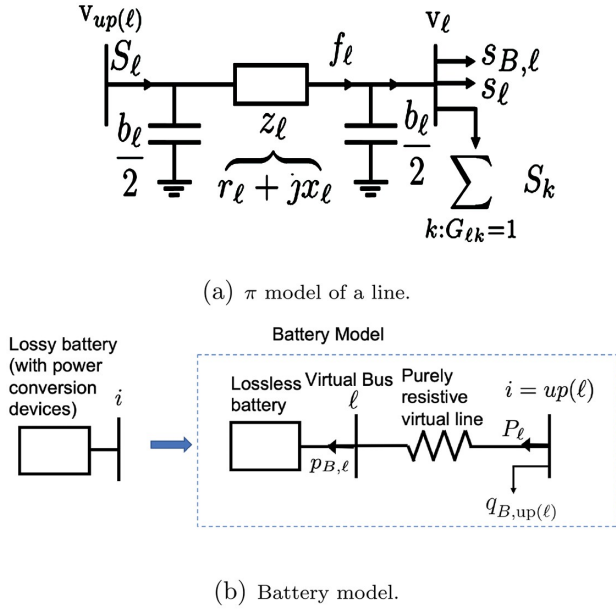 v_{up(ℓ)}
S_ℓ
f_ℓ
v_ℓ
s_{B,ℓ}
s_ℓ
b_ℓ
2
z_ℓ
r_ℓ + jx_ℓ
b_ℓ
2
∑ S_k
k:G_{ℓk}=1
(a) π model of a line.
Battery Model
Lossy battery
(with power
conversion
devices)
i
Lossless
battery
Virtual Bus
ℓ
Purely
resistive
virtual line
i = up(ℓ)
P_ℓ
p_{B,ℓ}
q_{B,up(ℓ)}
(b) Battery model.